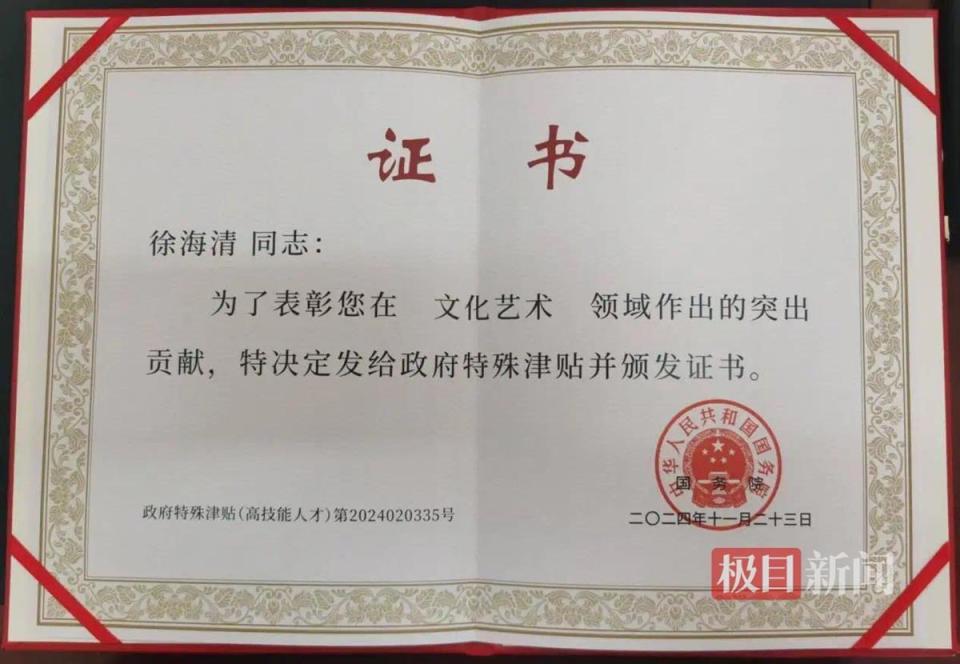 证 书
徐海清 同志：
为了表彰您在 文化艺术 领域作出的突出
贡献，特决定发给政府特殊津贴并颁发证书。
中华人民共和国国务院
国务院
政府特殊津贴(高技能人才)第2024020335号
二〇二四年十一月二十三日
极目新闻